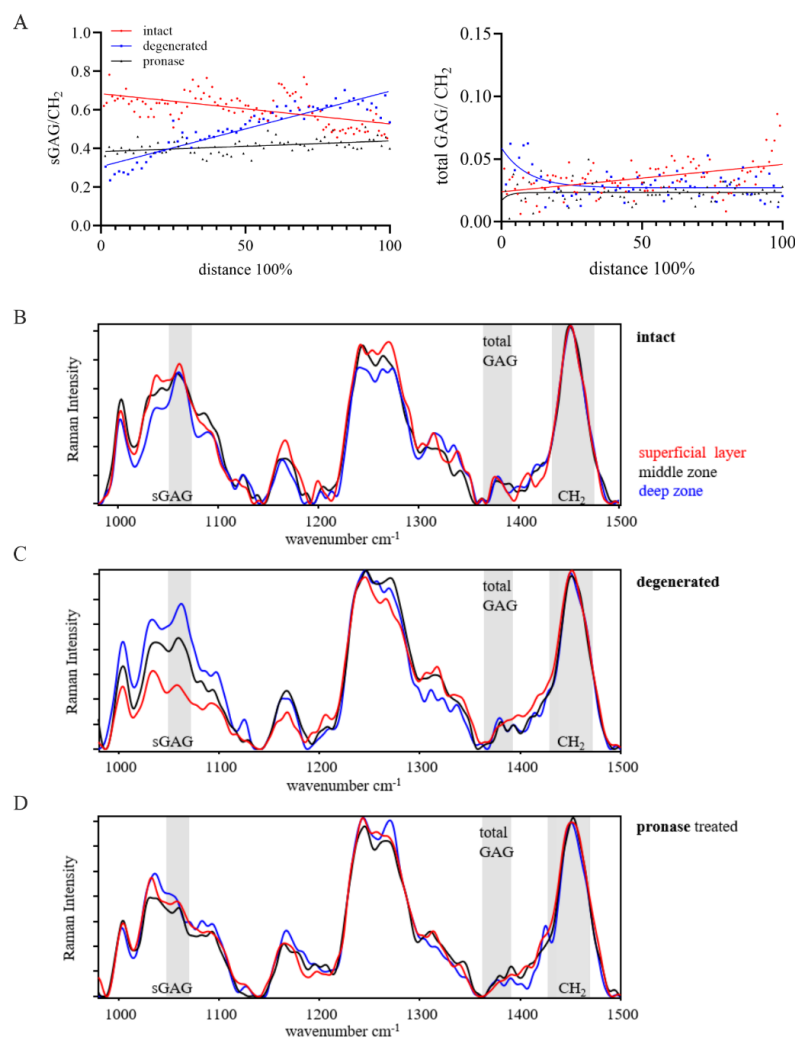 A
intact
degenerated
pronase
sGAG/CH2
1.0
0.8
0.6
0.4
0.2
0.0
0
50
100
distance 100%
total GAG/ CH2
0.15
0.10
0.05
0.00
0
50
100
distance 100%
B
Raman Intensity
sGAG
total
GAG
CH2
1000
1100
1200
1300
1400
1500
wavenumber cm-1
intact
superficial layer
middle zone
deep zone
C
Raman Intensity
sGAG
total
GAG
CH2
1000
1100
1200
1300
1400
1500
wavenumber cm-1
degenerated
D
Raman Intensity
sGAG
total
GAG
CH2
1000
1100
1200
1300
1400
1500
wavenumber cm-1
pronase treated